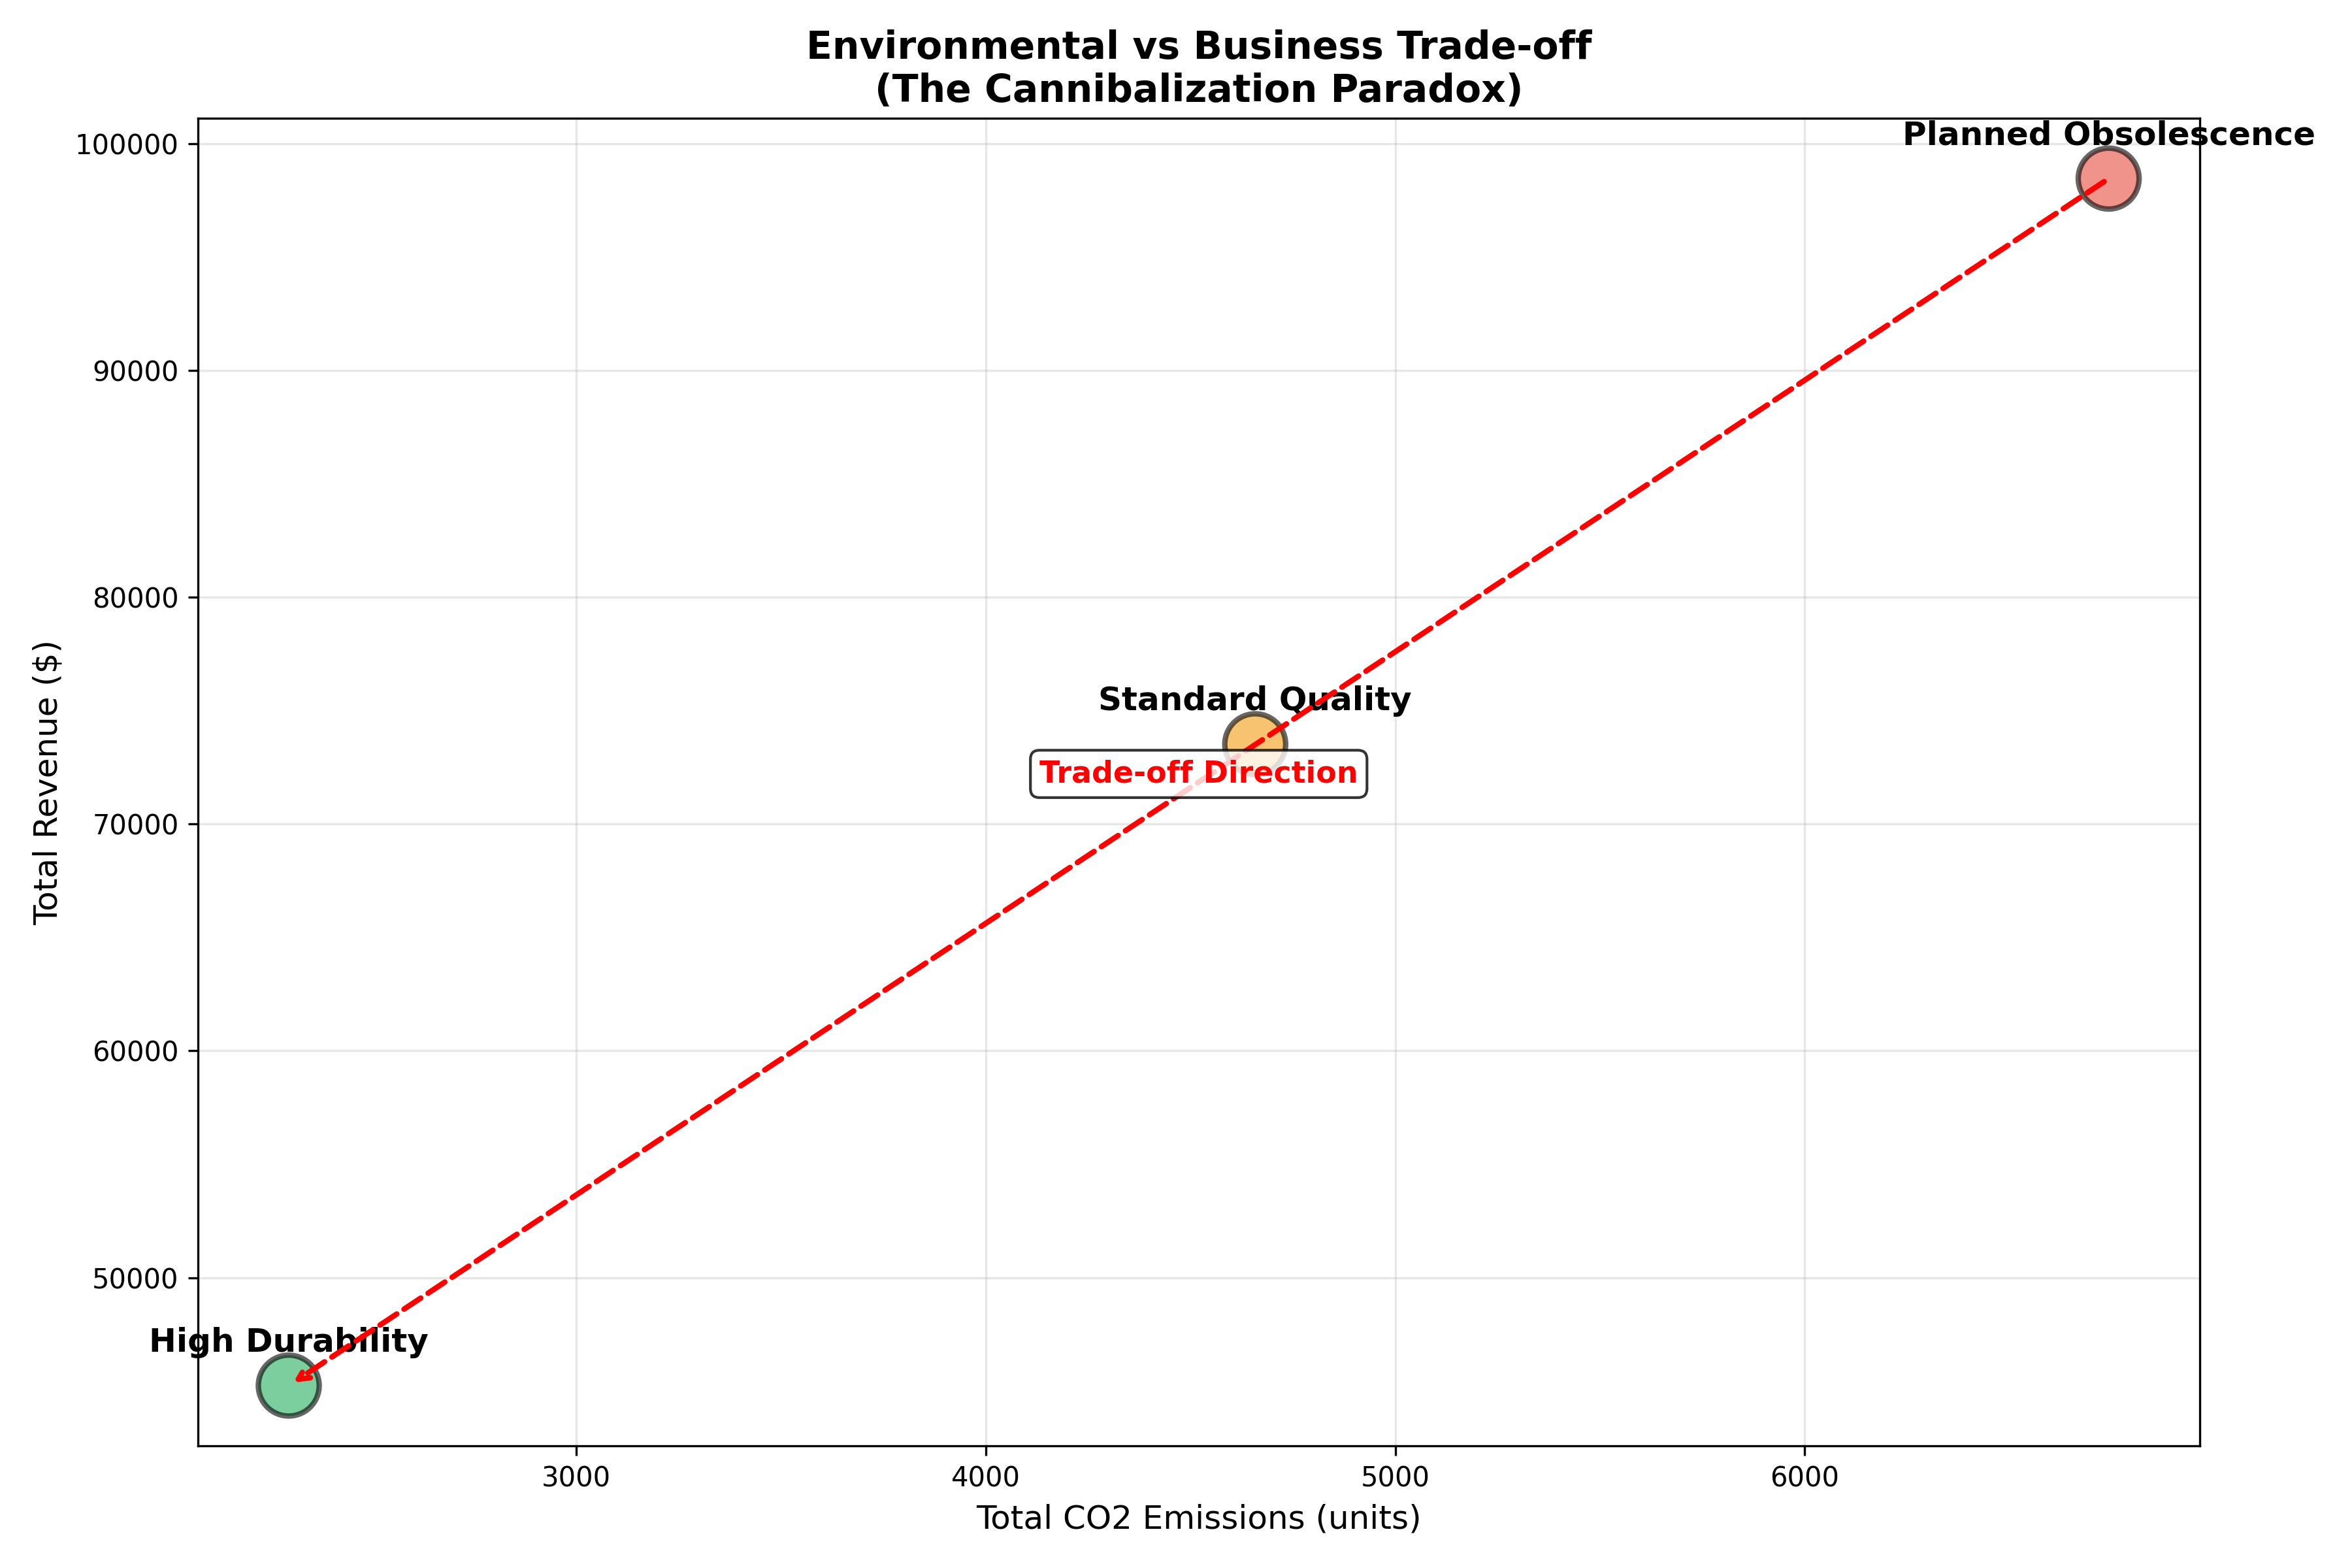 Environmental vs Business Trade-off
(The Cannibalization Paradox)
Planned Obsolescence
100000
90000
80000
Standard Quality
Trade-off Direction
70000
60000
50000
High Durability
Total Revenue ($)
3000 4000 5000 6000
Total CO2 Emissions (units)